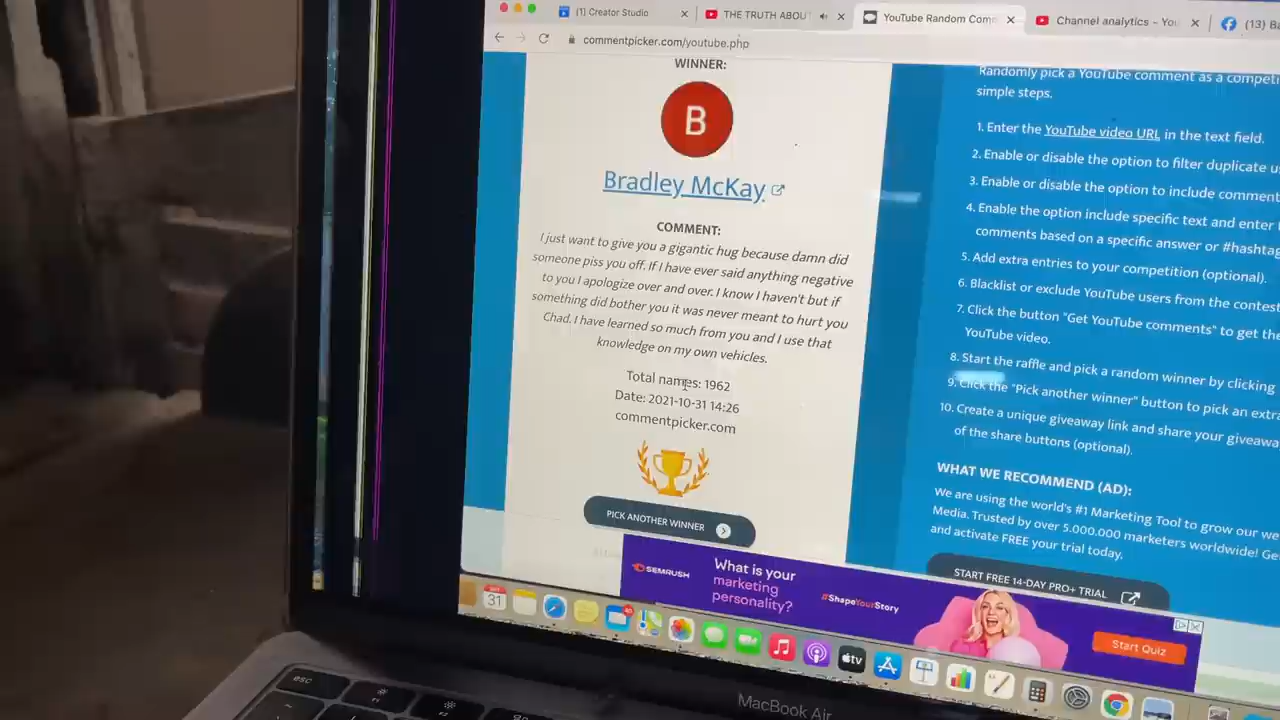 (1) Creator Studio
THE TRUTH ABOU
YouTube Random Comm
Channel analytics - You
(13) B
commentpicker.com/youtube.php
WINNER:
B
Bradley McKay
COMMENT:
I just want to give you a gigantic hug because damn did
someone piss you off. If I have ever said anything negative
to you I apologize over and over. I know I haven't but if
something did bother you it was never meant to hurt you
Chad. I have learned so much from you and I use that
knowledge on my own vehicles.
Total names: 1962
Date: 2021-10-31 14:26
commentpicker.com
PICK ANOTHER WINNER
Randomly pick a YouTube comment as a competi
simple steps.
1. Enter the YouTube video URL in the text field.
2. Enable or disable the option to filter duplicate u
3. Enable or disable the option to include comment
4. Enable the option include specific text and enter
comments based on a specific answer or #hashtag
5. Add extra entries to your competition (optional).
6. Blacklist or exclude YouTube users from the contest
7. Click the button "Get YouTube comments" to get the
YouTube video.
8. Start the raffle and pick a random winner by clicking
9. Click the "Pick another winner" button to pick an extra
10. Create a unique giveaway link and share your giveawa
of the share buttons (optional).
WHAT WE RECOMMEND (AD):
We are using the world's #1 Marketing Tool to grow our we
Media. Trusted by over 5.000.000 marketers worldwide! Ge
and activate FREE your trial today.
START FREE 14-DAY PRO+ TRIAL
SEMRUSH
What is your
marketing
personality?
#ShapeYourStory
Start Quiz
31
tv
esc
MacBook Air